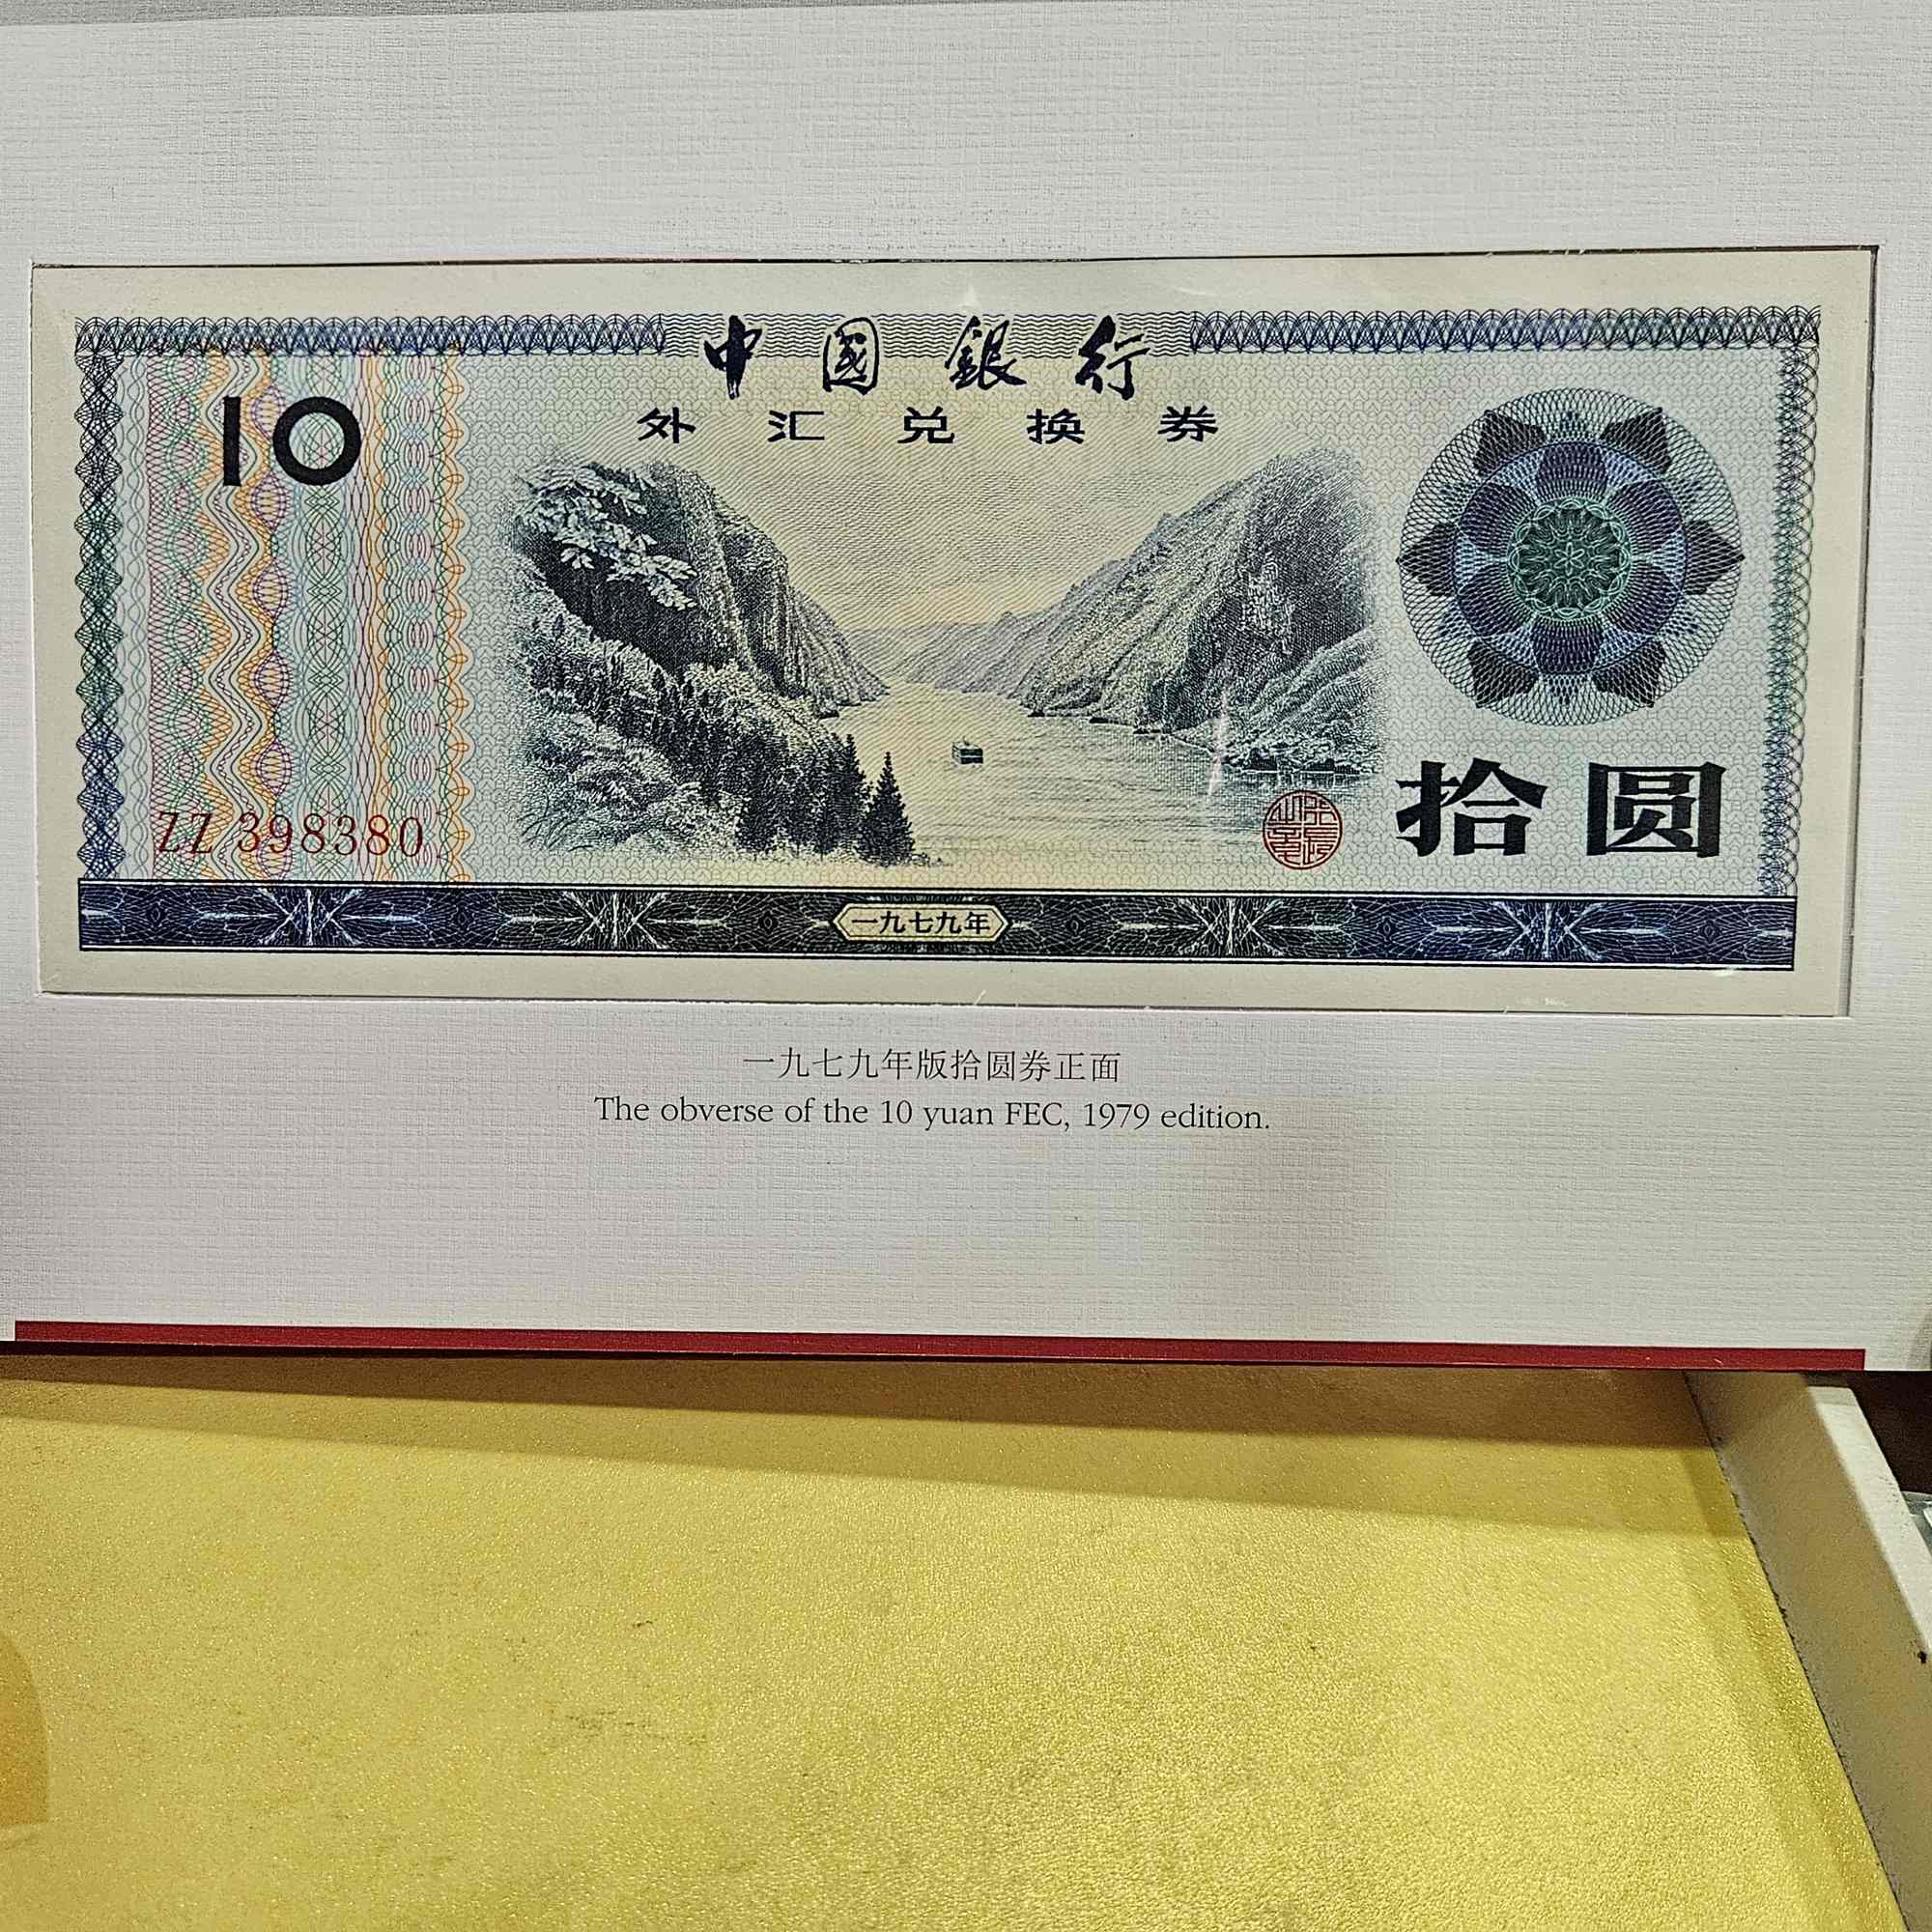 中國銀行
外汇兑换券
10
拾圆
ZZ 398380
一九七九年
一九七九年版拾圆券正面
The obverse of the 10 yuan FEC, 1979 edition.